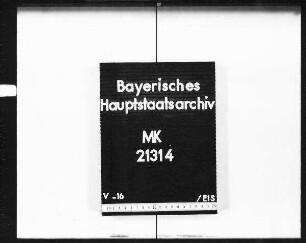 Bayerisches
Hauptstaatsarchiv
MK
21314
V-16 /EIS